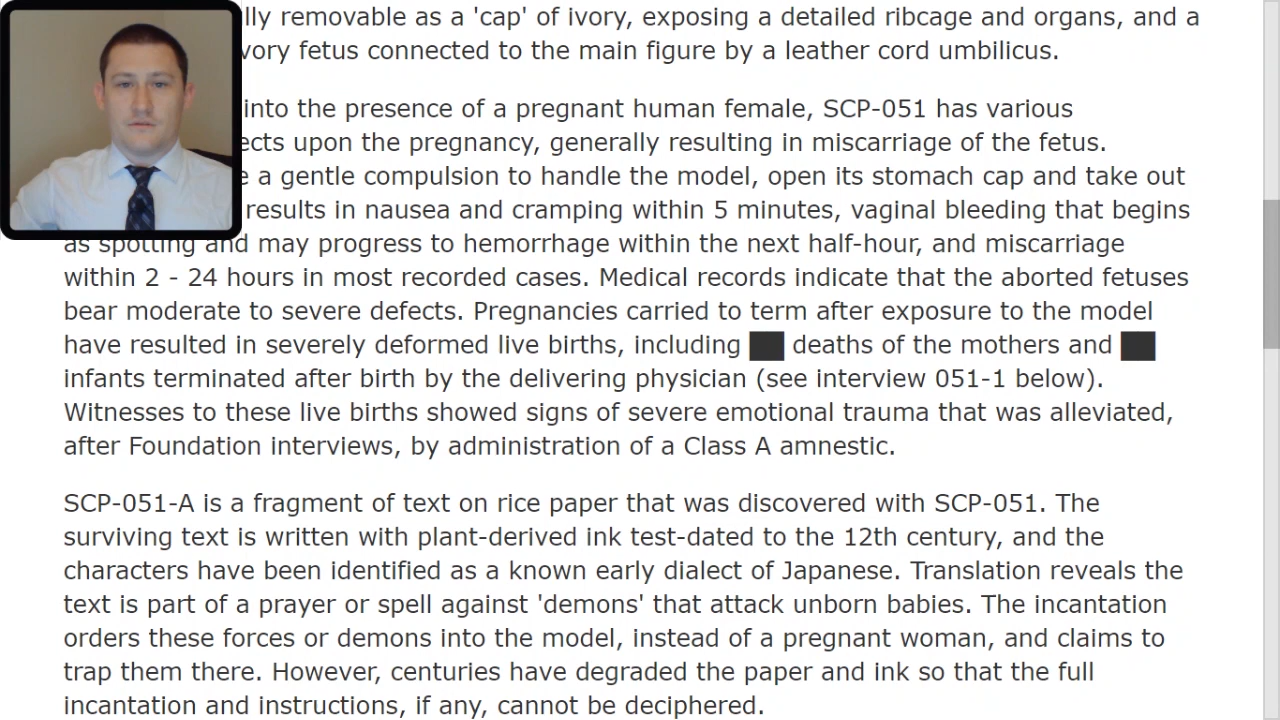 lly removable as a 'cap' of ivory, exposing a detailed ribcage and organs, and a
vory fetus connected to the main figure by a leather cord umbilicus.
into the presence of a pregnant human female, SCP-051 has various
ects upon the pregnancy, generally resulting in miscarriage of the fetus.
e a gentle compulsion to handle the model, open its stomach cap and take out
results in nausea and cramping within 5 minutes, vaginal bleeding that begins
as spotting and may progress to hemorrhage within the next half-hour, and miscarriage
within 2 - 24 hours in most recorded cases. Medical records indicate that the aborted fetuses
bear moderate to severe defects. Pregnancies carried to term after exposure to the model
have resulted in severely deformed live births, including ██ deaths of the mothers and ██
infants terminated after birth by the delivering physician (see interview 051-1 below).
Witnesses to these live births showed signs of severe emotional trauma that was alleviated,
after Foundation interviews, by administration of a Class A amnestic.
SCP-051-A is a fragment of text on rice paper that was discovered with SCP-051. The
surviving text is written with plant-derived ink test-dated to the 12th century, and the
characters have been identified as a known early dialect of Japanese. Translation reveals the
text is part of a prayer or spell against 'demons' that attack unborn babies. The incantation
orders these forces or demons into the model, instead of a pregnant woman, and claims to
trap them there. However, centuries have degraded the paper and ink so that the full
incantation and instructions, if any, cannot be deciphered.